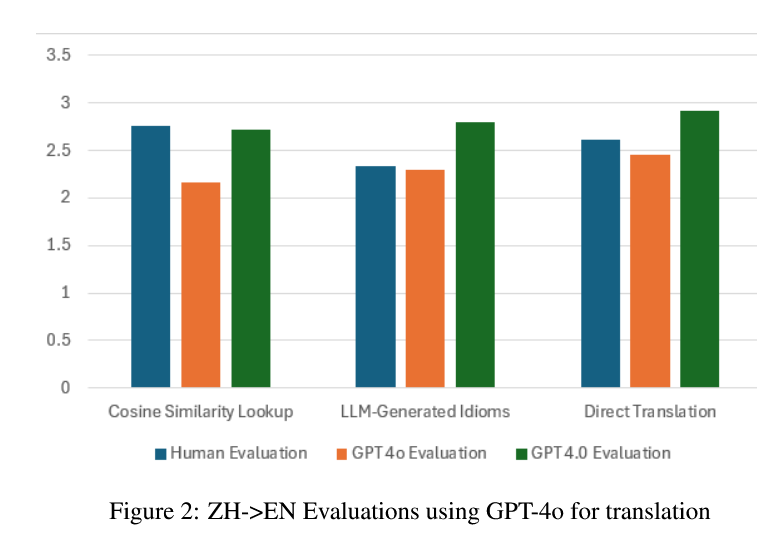 3.5
3
2.5
2
1.5
1
0.5
0
Cosine Similarity Lookup LLM-Generated Idioms Direct Translation
Human Evaluation GPT4o Evaluation GPT4.0 Evaluation
Figure 2: ZH->EN Evaluations using GPT-4o for translation